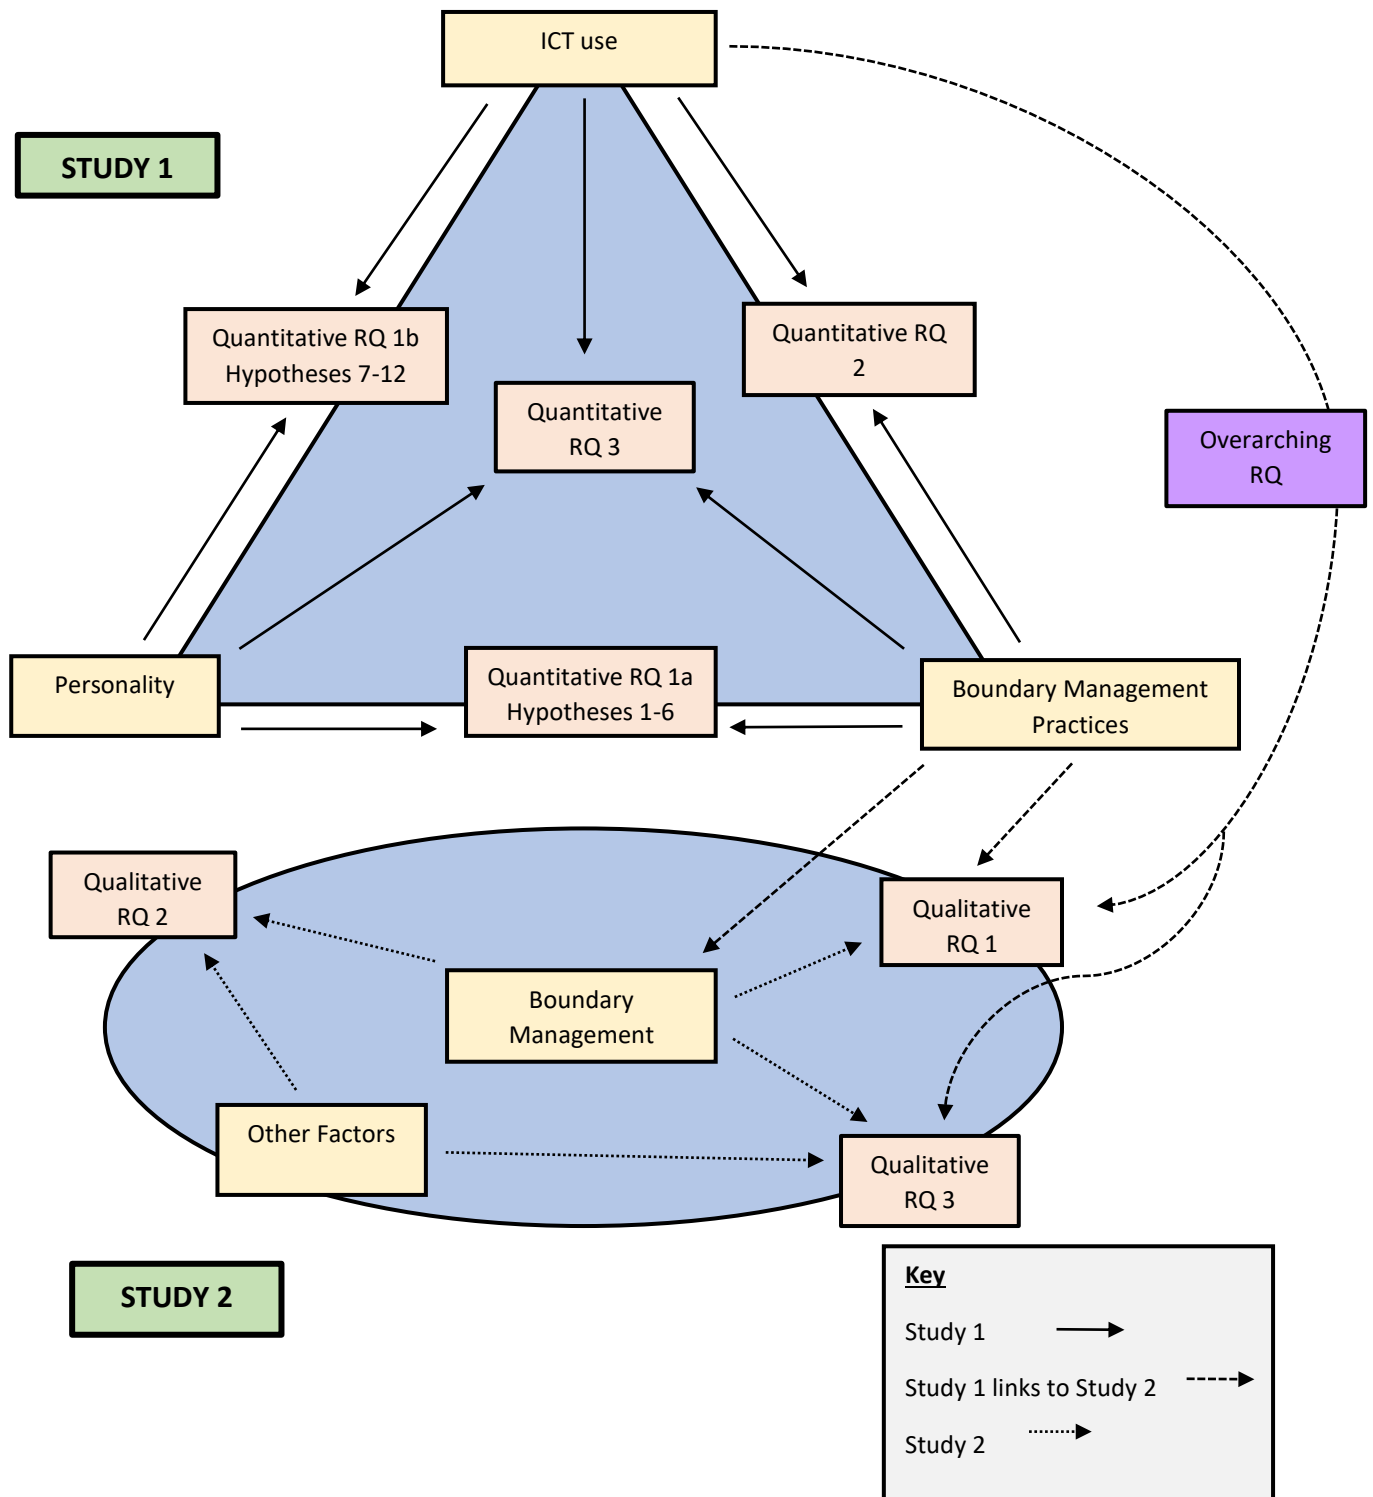 ICT use
STUDY 1
Quantitative RQ 1b
Hypotheses 7-12
Quantitative RQ
2
Quantitative
RQ 3
Overarching
RQ
Personality
Quantitative RQ 1a
Hypotheses 1-6
Boundary Management
Practices
Qualitative
RQ 2
Qualitative
RQ 1
Boundary
Management
Other Factors
Qualitative
RQ 3
STUDY 2
Key
Study 1
Study 1 links to Study 2
Study 2